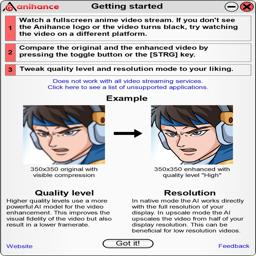 anihance
Getting started
1
Watch a fullscreen anime video stream. If you don't see
the Anihance logo or the video turns black, try watching
the video on a different platform.
2
Compare the original and the enhanced video by
pressing the toggle button or the [STRG] key.
3
Tweak quality level and resolution mode to your liking.
Does not work with all video streaming services.
Click here to see a list of unsupported applications.
Example
350x350 original with
visible compression
350x350 enhanced with
quality level "High"
Quality level
Higher quality levels use a more
powerful AI model for the video
enhancement. This improves the
visual fidelity of the video but also
result in a lower framerate.
Resolution
In native mode the AI works directly
with the full resolution of your
display. In upscale mode the AI
upscales the video from half of your
display resolution. This can be
beneficial for low resolution videos.
Website
Got it!
Feedback